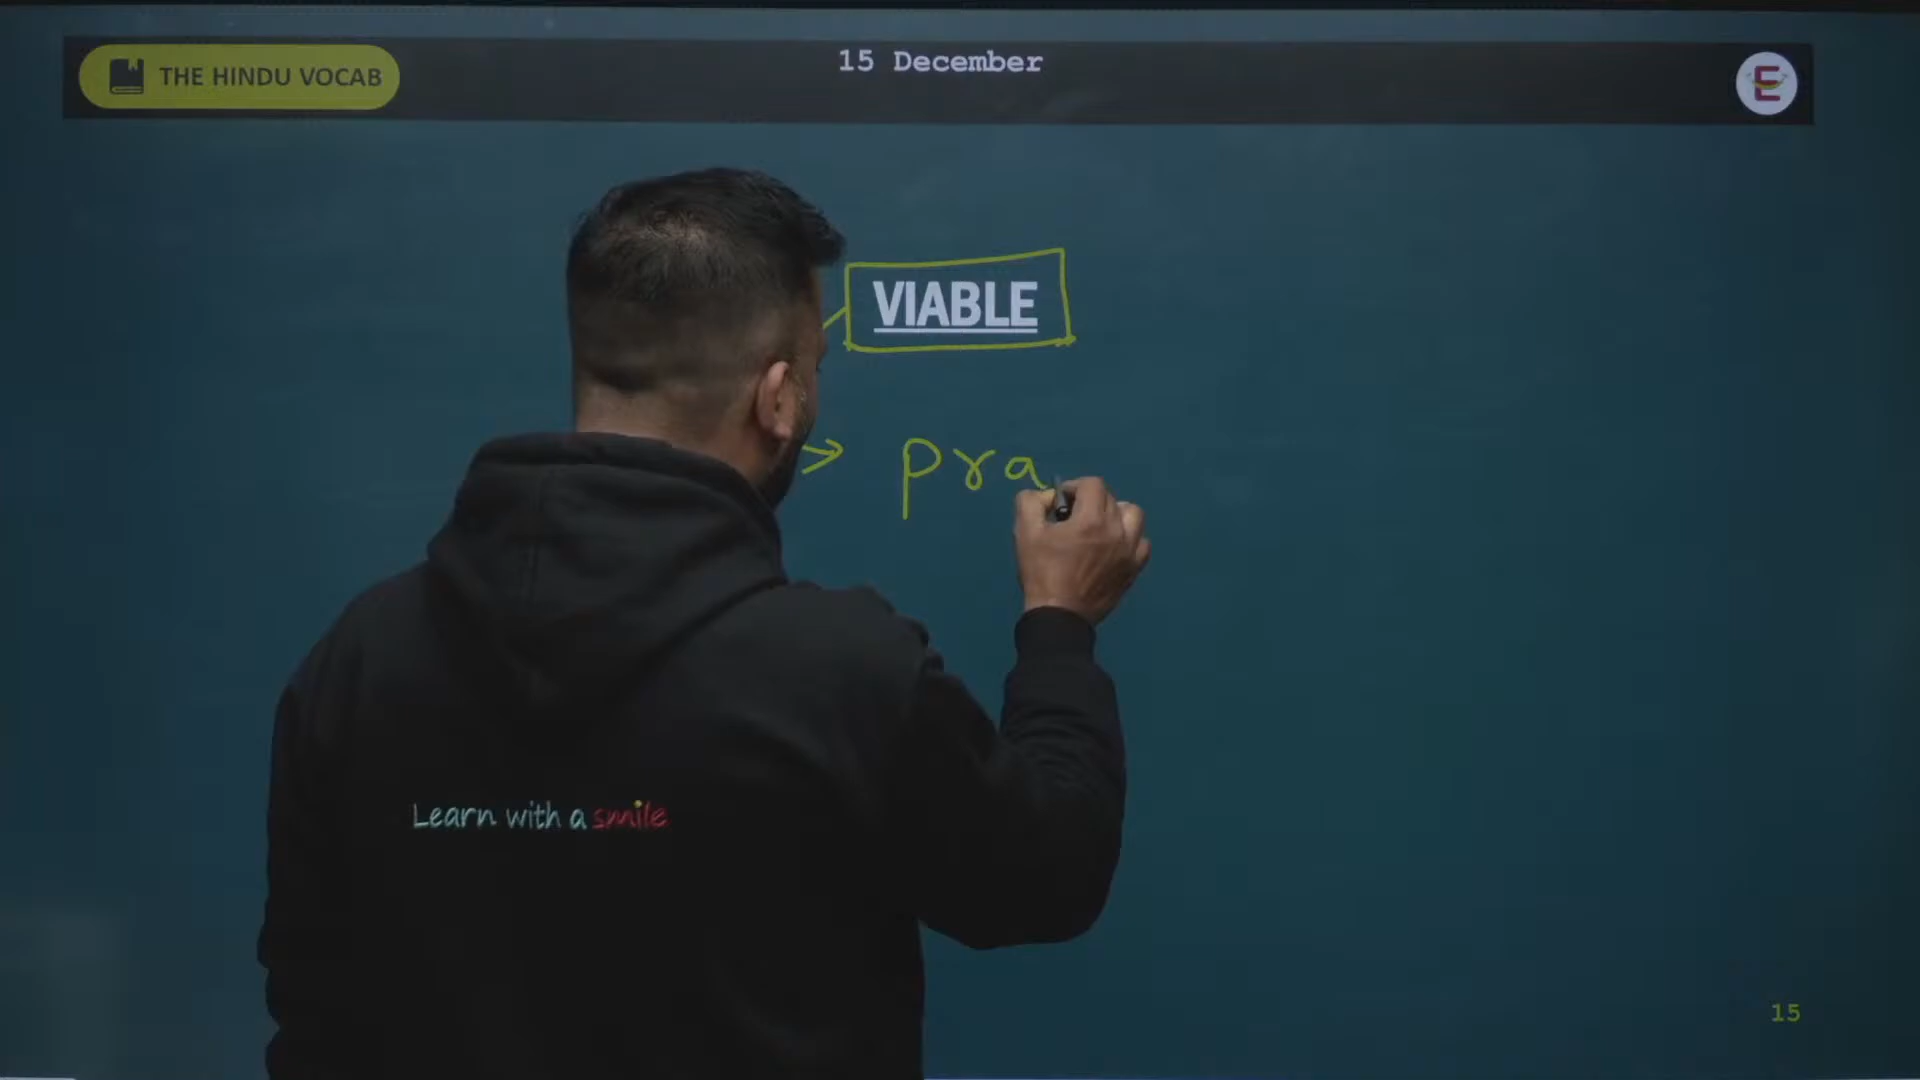 15 December
THE HINDU VOCAB
E
VIABLE
→ pra
Learn with a smile
15